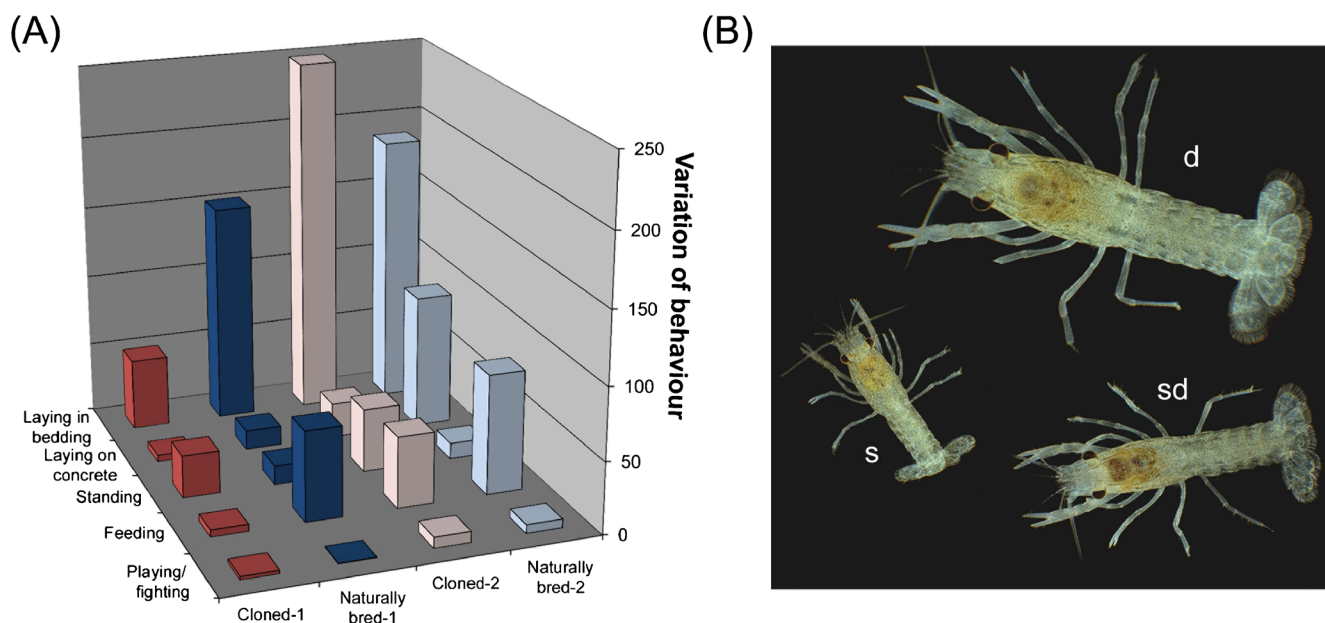 (A)
(B)
250
200
150
100
50
0
Variation of behaviour
Laying in
bedding
Laying on
concrete
Standing
Feeding
Playing/
fighting
Cloned-1
Naturally
bred-1
Cloned-2
Naturally
bred-2
d
s
sd